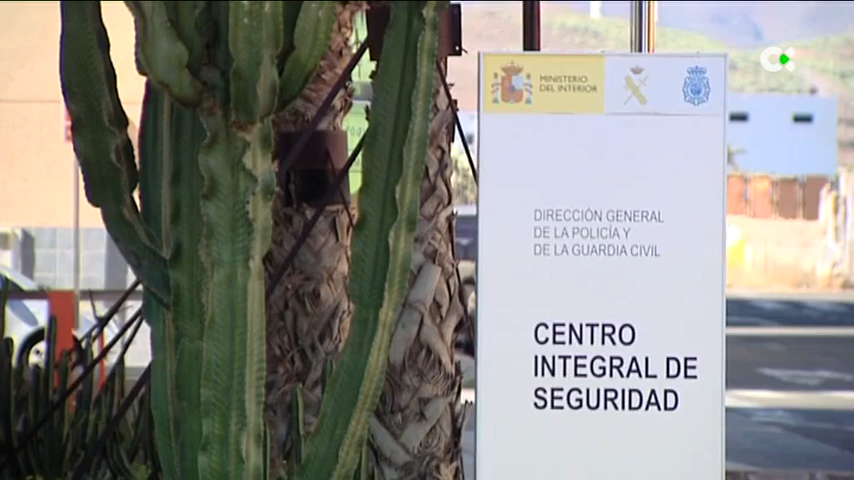 MINISTERIO
DEL INTERIOR
DIRECCIÓN GENERAL
DE LA POLICÍA Y
DE LA GUARDIA CIVIL
CENTRO
INTEGRAL DE
SEGURIDAD